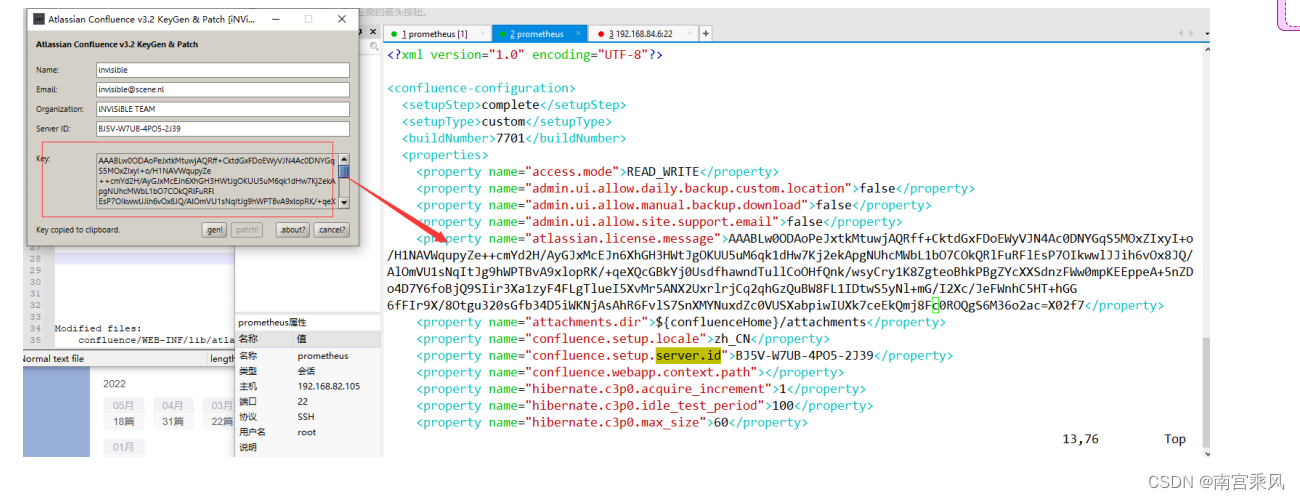 Atlassian Confluence v3.2 KeyGen & Patch [iNVi...
Atlassian Confluence v3.2 KeyGen & Patch
Name: invisible
Email: invisible@scene.nl
Organization: iNViSiBLE TEAM
Server ID: BJ5V-W7UB-4PO5-2J39
Key:
AAABLw0ODAoPeJxtkMtuwjAQRff+CktdGxFDoEWyVJN4Ac0DNYGq
S5MOxZIxyI+o/H1NAVWqupyZe
++cmYd2H/AyGJxMcEJn6XhGH3HWtJgOKUU5uM6qk1dHw7Kj2ekA
pgNUhcMWbL1bO7COkQRlFuRFl
EsP7OIkwwlJJih6vOx8JQ/AlOmVU1sNqItJg9hWPTBvA9xlopRK/+qeX
Key copied to clipboard.
.gen!
.patch!
.about?
.cancel?
28
29
30
31
32
33
34 Modified files:
35 confluence/WEB-INF/lib/atla
Normal text file
length
2022
05月 04月 03月
18篇 31篇 22篇
01月
prometheus属性
名称 值
名称 prometheus
类型 会话
主机 192.168.82.105
端口 22
协议 SSH
用户名 root
说明
1 prometheus [1]
2 prometheus
3 192.168.84.6:22
<?xml version="1.0" encoding="UTF-8"?>
<confluence-configuration>
<setupStep>complete</setupStep>
<setupType>custom</setupType>
<buildNumber>7701</buildNumber>
<properties>
<property name="access.mode">READ_WRITE</property>
<property name="admin.ui.allow.daily.backup.custom.location">false</property>
<property name="admin.ui.allow.manual.backup.download">false</property>
<property name="admin.ui.allow.site.support.email">false</property>
<property name="atlassian.license.message">AAABLw0ODAoPeJxtkMtuwjAQRff+CktdGxFDoEWyVJN4Ac0DNYGqS5MOxZIxyI+o
/H1NAVWqupyZe++cmYd2H/AyGJxMcEJn6XhGH3HWtJgOKUU5uM6qk1dHw7Kj2ekApgNUhcMWbL1bO7COkQRlFuRFlEsP7OIkwwlJJih6vOx8JQ/
AlOmVU1sNqItJg9hWPTBvA9xlopRK/+qeXQcGBkYj0UsdfhawndTullCoOHfQnk/wsyCry1K8ZgteoBhkPBgZYcXXSdnzFWw0mpKEEppeA+5nZD
o4D7Y6foBjQ9SIir3Xa1zyF4FLgTlueI5XvMr5ANX2UxrlrjCq2qhGzQuBW8FL1IDtwS5yNl+mG/I2Xc/JeFWnhC5HT+hGG
6fFIr9X/8Otgu320sGfb34D5iWKNjAsAhR6FvlS7SnXMYNuxdZc0VUSXabpiwIUXk7ceEkQmj8Fc0ROQgS6M36o2ac=X02f7</property>
<property name="attachments.dir">${confluenceHome}/attachments</property>
<property name="confluence.setup.locale">zh_CN</property>
<property name="confluence.setup.server.id">BJ5V-W7UB-4PO5-2J39</property>
<property name="confluence.webapp.context.path"></property>
<property name="hibernate.c3p0.acquire_increment">1</property>
<property name="hibernate.c3p0.idle_test_period">100</property>
<property name="hibernate.c3p0.max_size">60</property>
13,76 Top
CSDN @南宫乘风